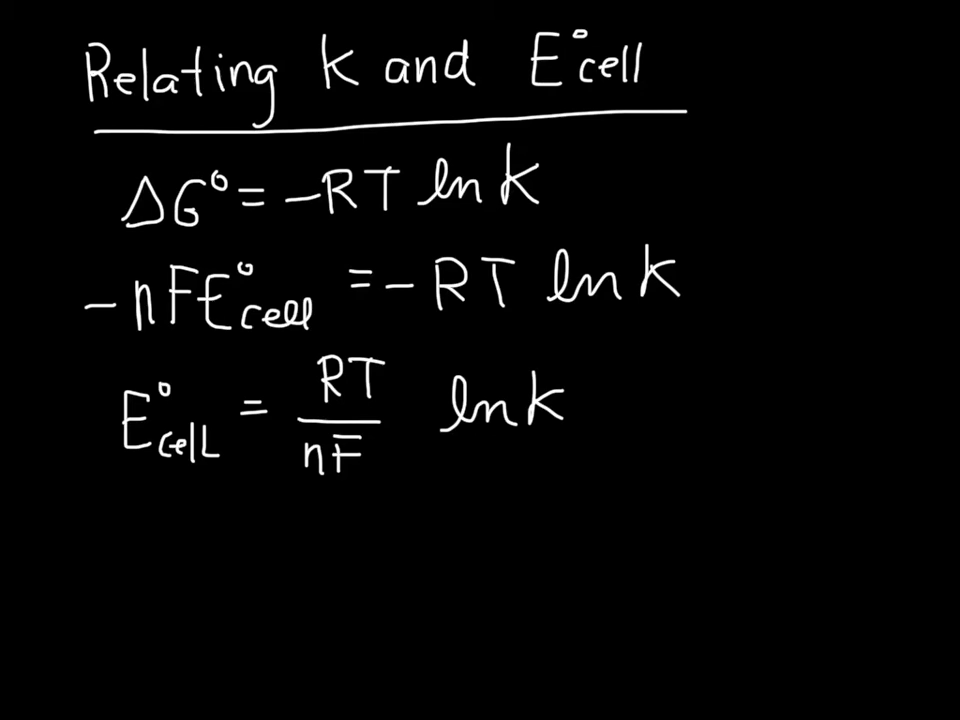 Relating K and E°cell
ΔG° = -RT ln K
-nFE°cell = -RT ln K
E°cell = RT/nF ln K